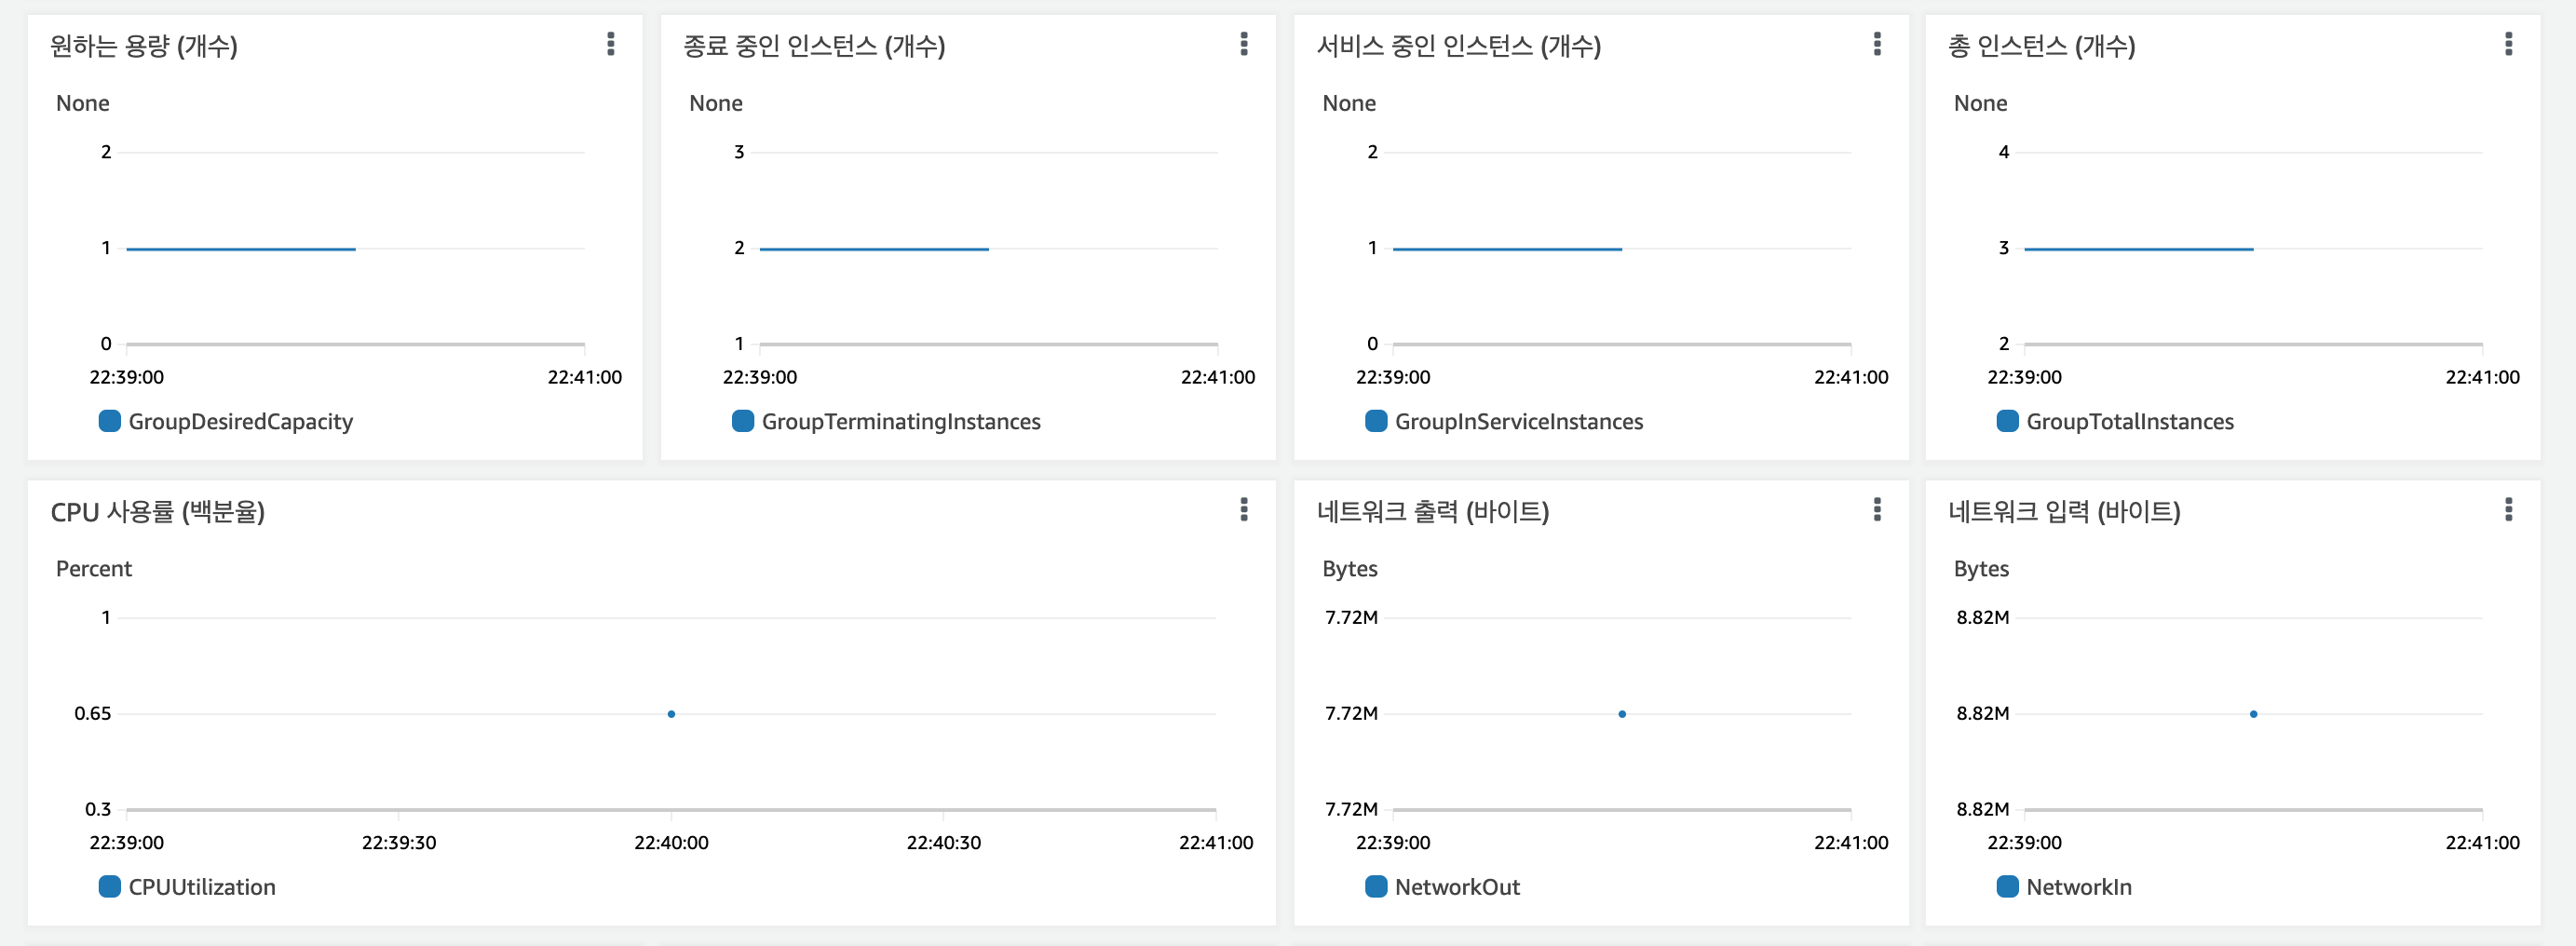 원하는 용량 (개수)
None
2
1
0
22:39:00 22:41:00
GroupDesiredCapacity
종료 중인 인스턴스 (개수)
None
3
2
1
22:39:00 22:41:00
GroupTerminatingInstances
서비스 중인 인스턴스 (개수)
None
2
1
0
22:39:00 22:41:00
GroupInServiceInstances
총 인스턴스 (개수)
None
4
3
2
22:39:00 22:41:00
GroupTotalInstances
CPU 사용률 (백분율)
Percent
1
0.65
0.3
22:39:00 22:39:30 22:40:00 22:40:30 22:41:00
CPUUtilization
네트워크 출력 (바이트)
Bytes
7.72M
7.72M
7.72M
22:39:00 22:41:00
NetworkOut
네트워크 입력 (바이트)
Bytes
8.82M
8.82M
8.82M
22:39:00 22:41:00
NetworkIn